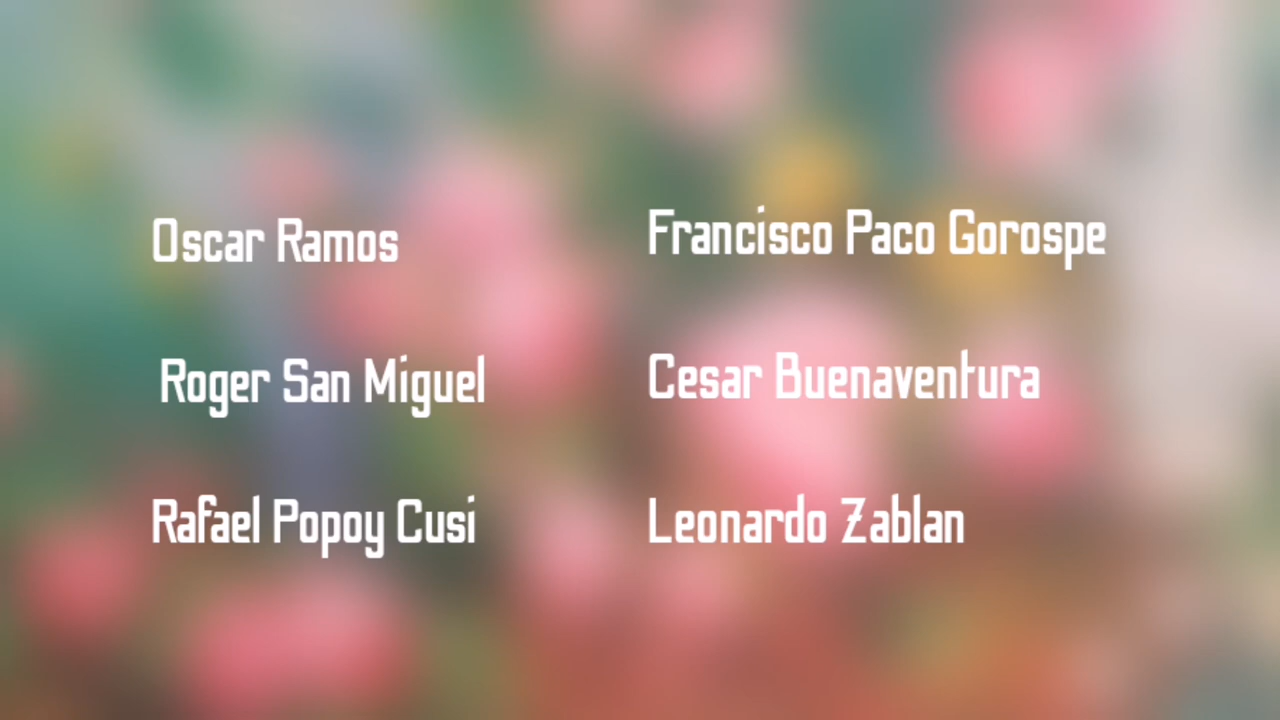 Oscar Ramos
Roger San Miguel
Rafael Popoy Cusi
Francisco Paco Gorospe
Cesar Buenaventura
Leonardo Zablan